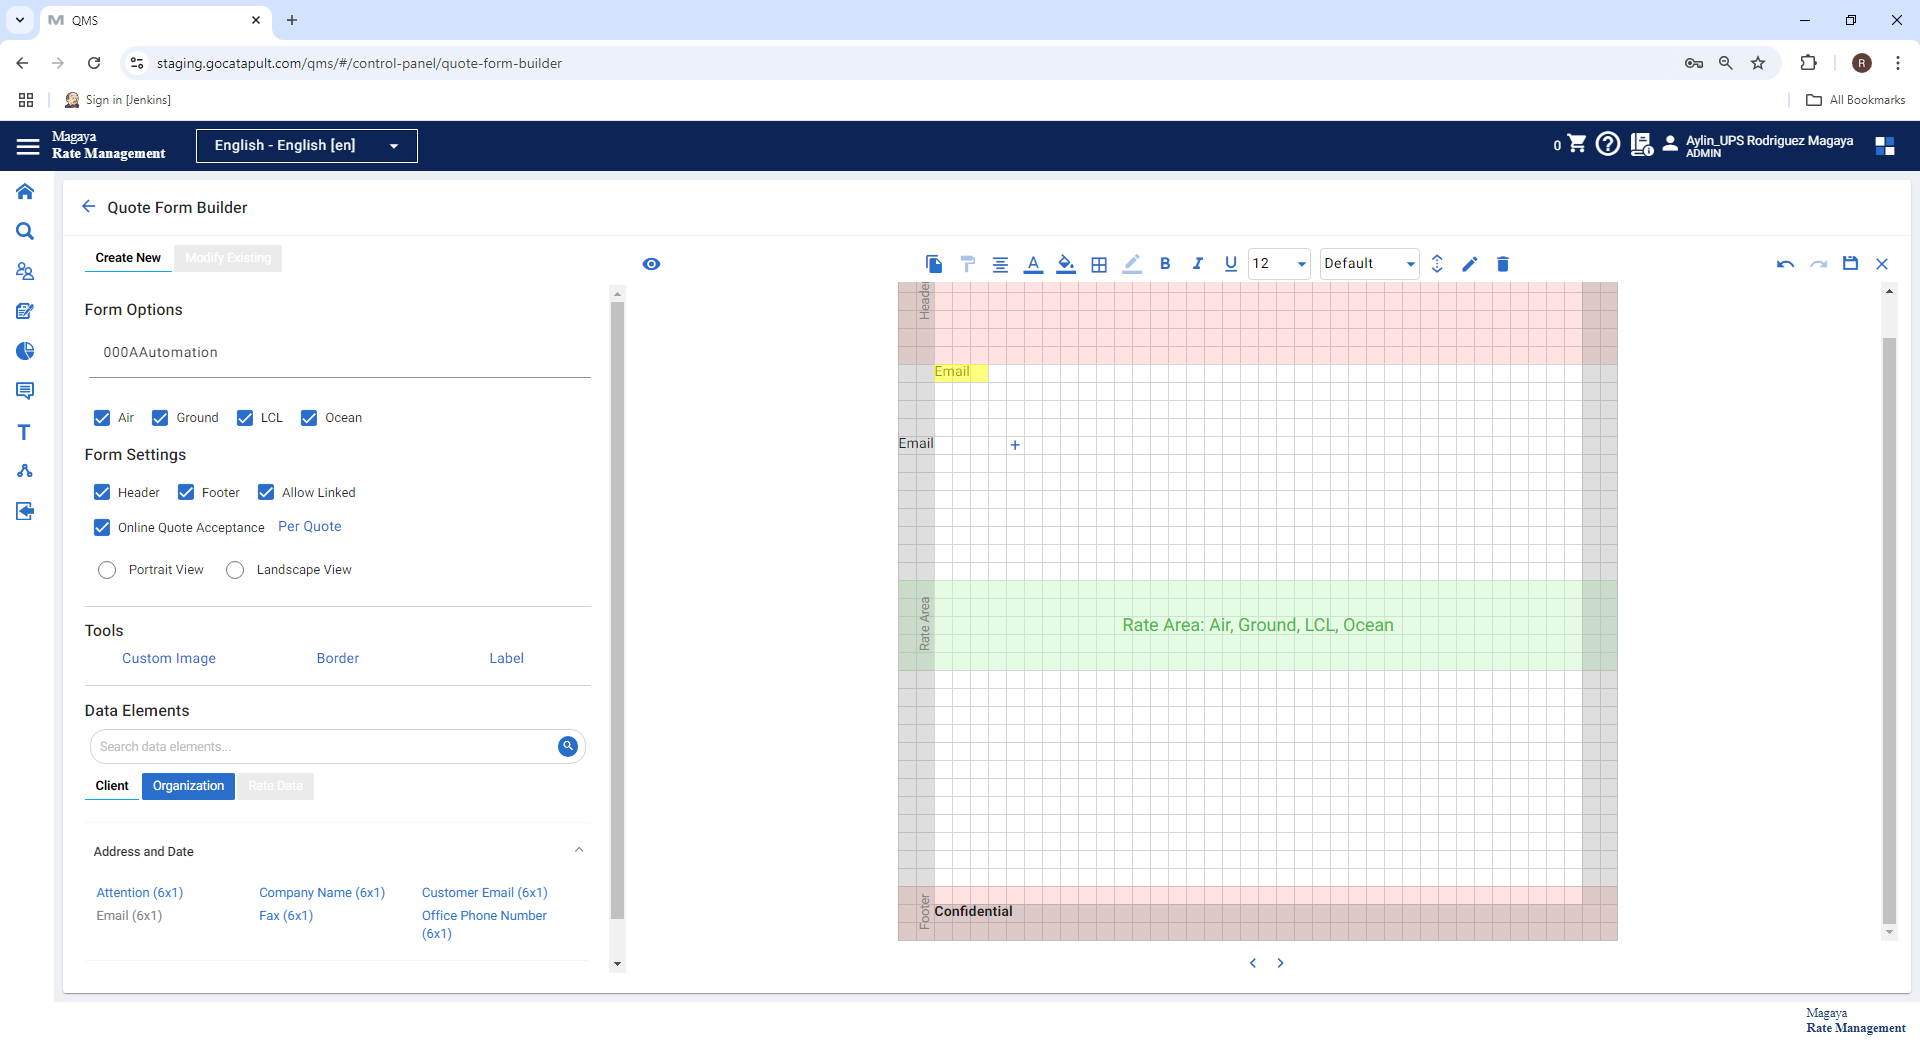 QMS
staging.gocatapult.com/qms/#/control-panel/quote-form-builder
R
Sign in [Jenkins]
All Bookmarks
Magaya
Rate Management
English - English [en]
0
Aylin_UPS Rodriguez Magaya
ADMIN
Quote Form Builder
Create New
Modify Existing
12
Default
Form Options
000AAutomation
Air
Ground
LCL
Ocean
Form Settings
Header
Footer
Allow Linked
Online Quote Acceptance
Per Quote
Portrait View
Landscape View
Tools
Custom Image
Border
Label
Data Elements
Search data elements...
Client
Organization
Rate Data
Address and Date
Attention (6x1)
Company Name (6x1)
Customer Email (6x1)
Email (6x1)
Fax (6x1)
Office Phone Number
(6x1)
Header
Email
Email
Rate Area
Rate Area: Air, Ground, LCL, Ocean
Footer
Confidential
Magaya
Rate Management